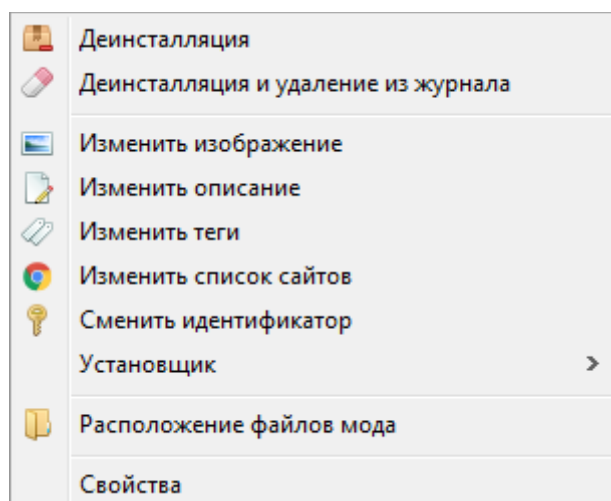 Деинсталляция
Деинсталляция и удаление из журнала
Изменить изображение
Изменить описание
Изменить теги
Изменить список сайтов
Сменить идентификатор
Установщик
Расположение файлов мода
Свойства